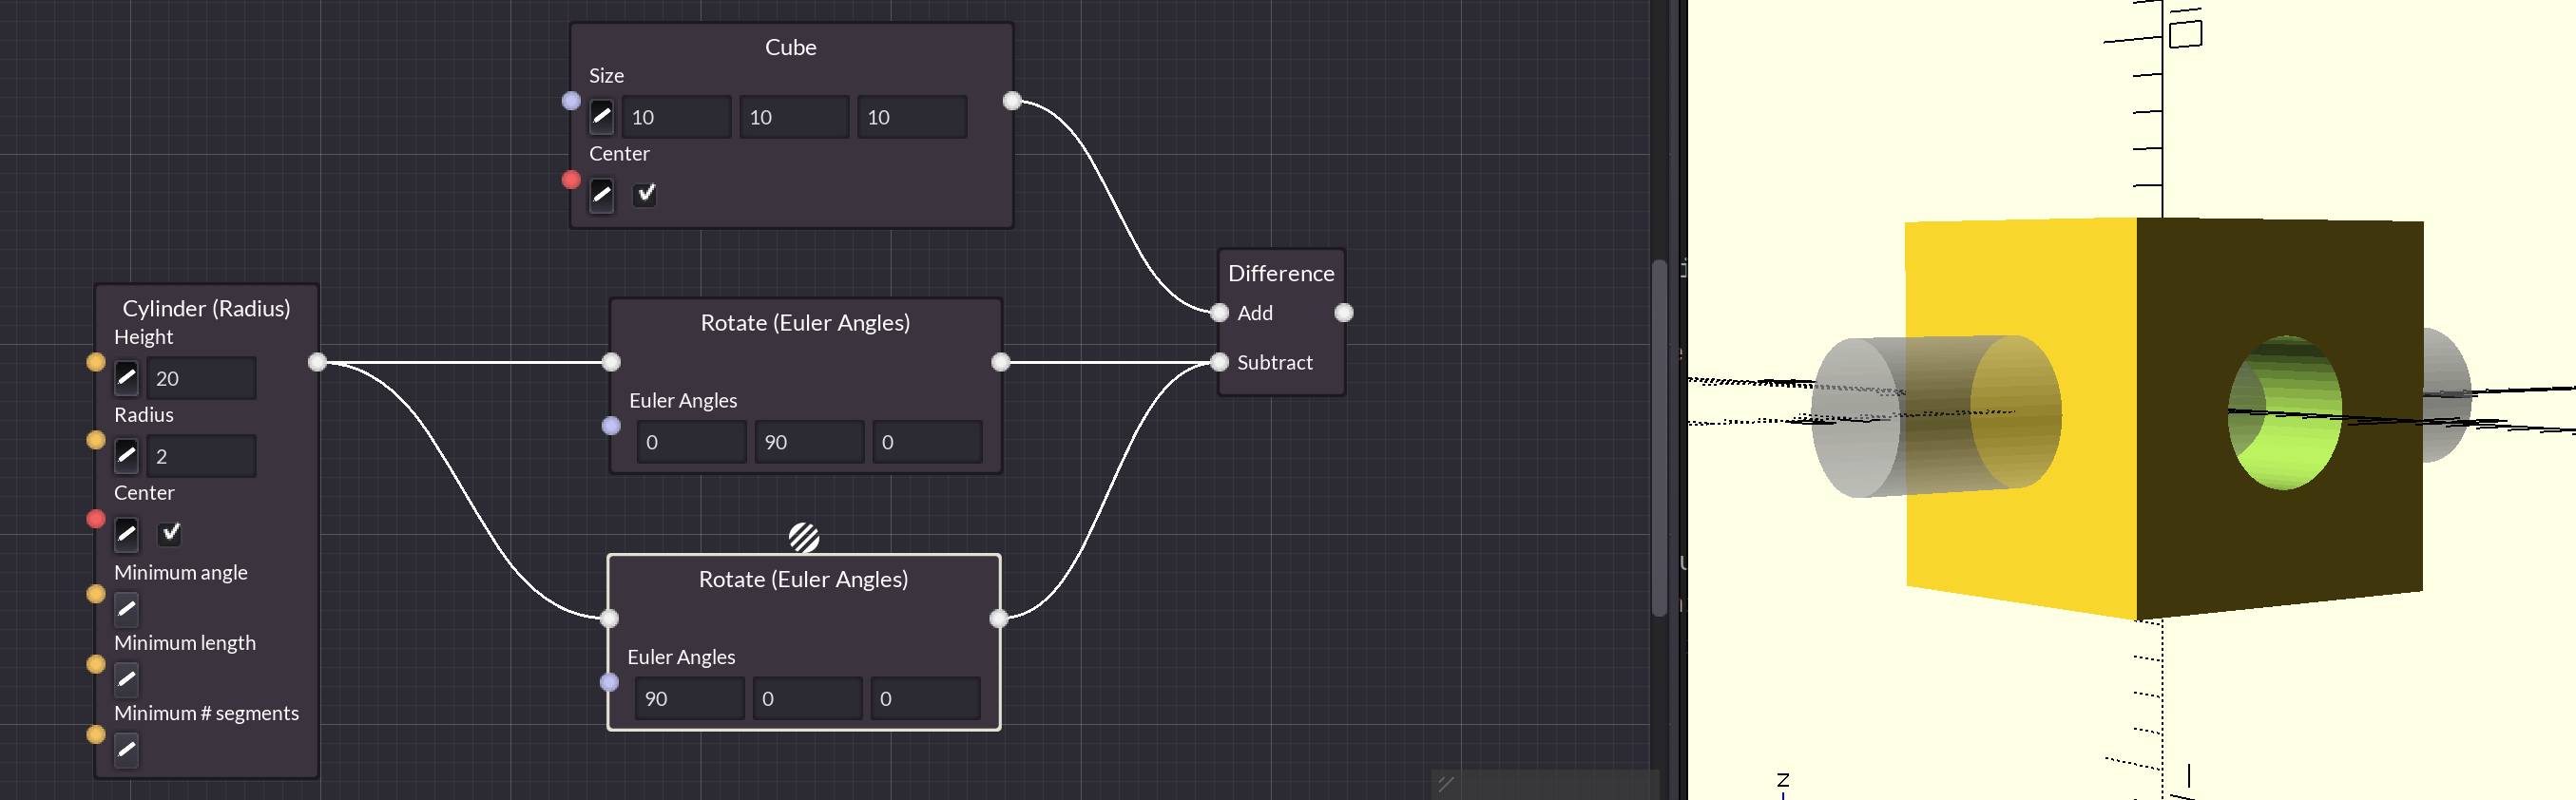 Cube
Size
10 10 10
Center
Cylinder (Radius)
Height
20
Radius
2
Center
Minimum angle
Minimum length
Minimum # segments
Rotate (Euler Angles)
Euler Angles
0 90 0
Rotate (Euler Angles)
Euler Angles
90 0 0
Difference
Add
Subtract
Z